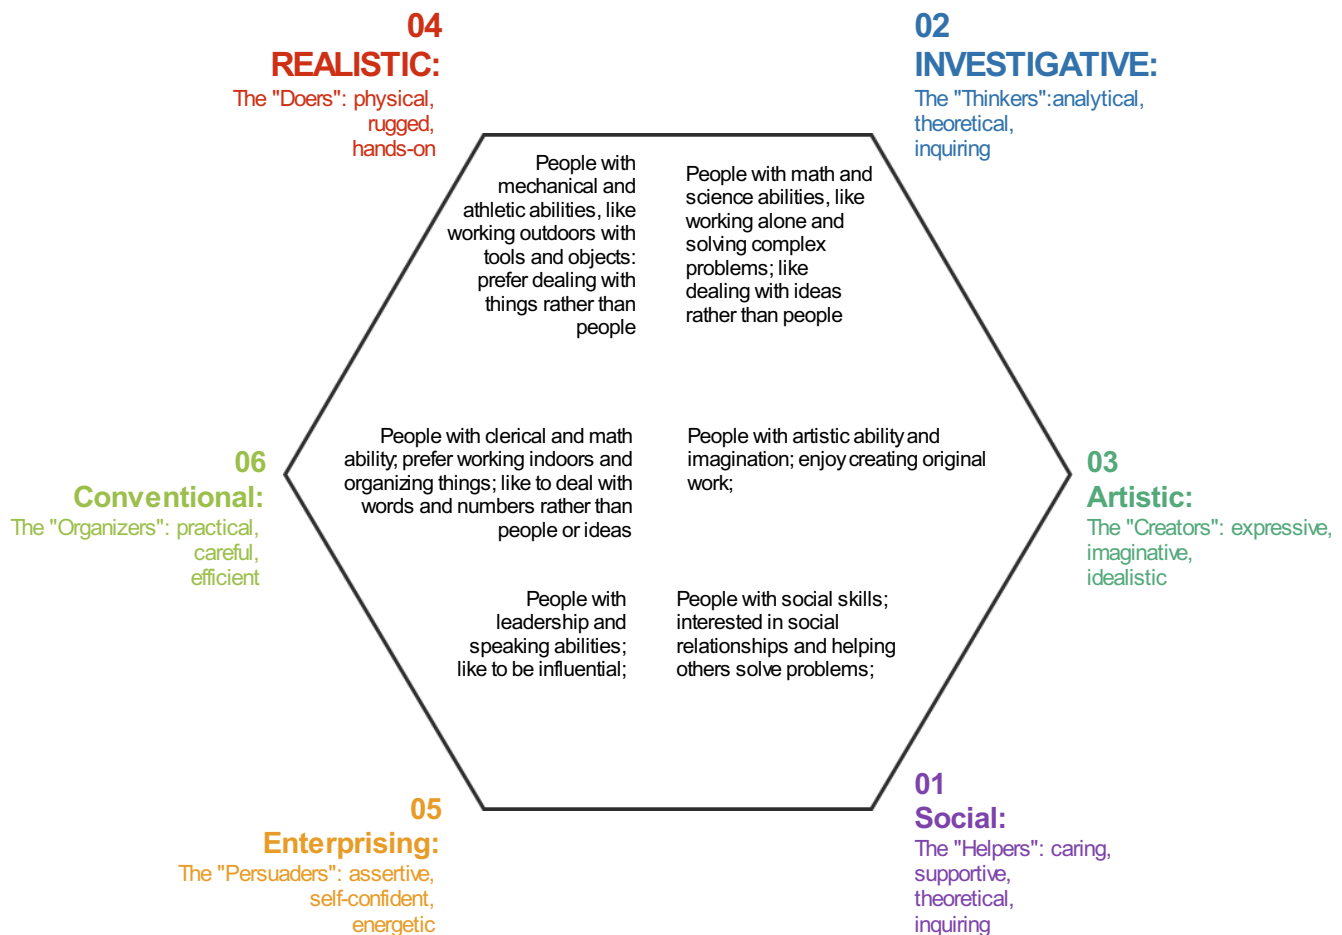 04
REALISTIC:
The "Doers": physical,
rugged,
hands-on
02
INVESTIGATIVE:
The "Thinkers":analytical,
theoretical,
inquiring
People with
mechanical and
athletic abilities, like
working outdoors with
tools and objects:
prefer dealing with
things rather than
people
People with math and
science abilities, like
working alone and
solving complex
problems; like
dealing with ideas
rather than people
06
Conventional:
The "Organizers": practical,
careful,
efficient
People with clerical and math
ability; prefer working indoors and
organizing things; like to deal with
words and numbers rather than
people or ideas
People with artistic ability and
imagination; enjoy creating original
work;
03
Artistic:
The "Creators": expressive,
imaginative,
idealistic
People with
leadership and
speaking abilities;
like to be influential;
People with social skills;
interested in social
relationships and helping
others solve problems;
05
Enterprising:
The "Persuaders": assertive,
self-confident,
energetic
01
Social:
The "Helpers": caring,
supportive,
theoretical,
inquiring